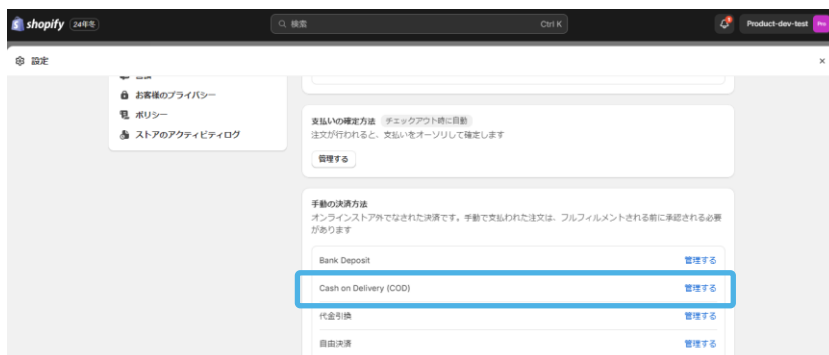 shopify 24年冬 検索 Ctrl K Product-dev-test Pro
設定 ×
お客様のプライバシー
ポリシー
ストアのアクティビティログ
支払いの確定方法 チェックアウト時に自動
注文が行われると、支払いをオーソリして確定します
管理する
手動の決済方法
オンラインストア外でなされた決済です。手動で支払われた注文は、フルフィルメントされる前に承認される必要
があります
Bank Deposit 管理する
Cash on Delivery (COD) 管理する
代金引換 管理する
自由決済 管理する